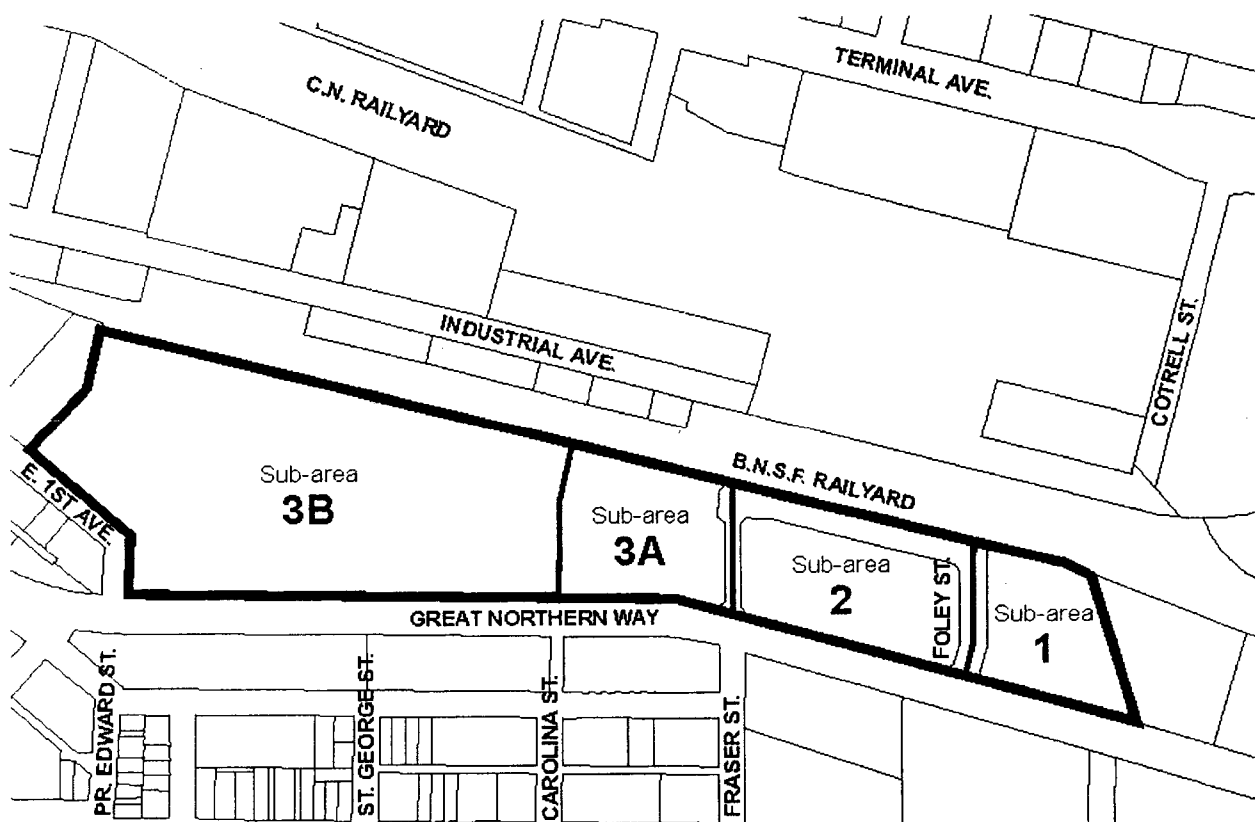 TERMINAL AVE.
C.N. RAILYARD
COTRELL ST.
INDUSTRIAL AVE.
B.N.S.F. RAILYARD
E. 1ST AVE.
Sub-area
3B
Sub-area
3A
Sub-area
2
FOLEY ST.
Sub-area
1
GREAT NORTHERN WAY
PR. EDWARD ST.
ST. GEORGE ST.
CAROLINA ST.
FRASER ST.